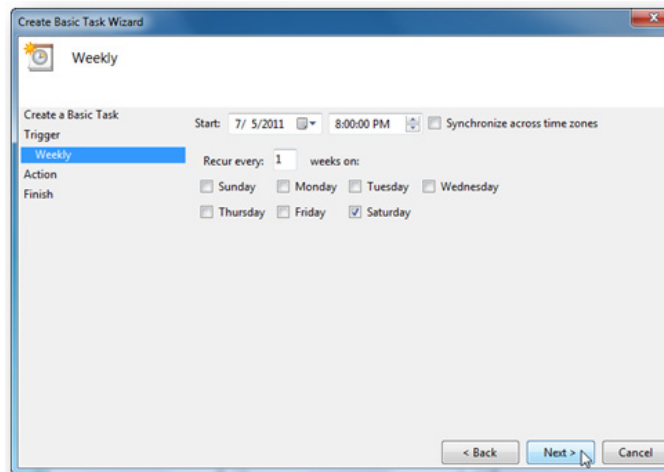 Create Basic Task Wizard
Weekly
Create a Basic Task
Trigger
Weekly
Action
Finish
Start: 7/ 5/2011 8:00:00 PM Synchronize across time zones
Recur every: 1 weeks on:
Sunday Monday Tuesday Wednesday
Thursday Friday Saturday
< Back Next > Cancel